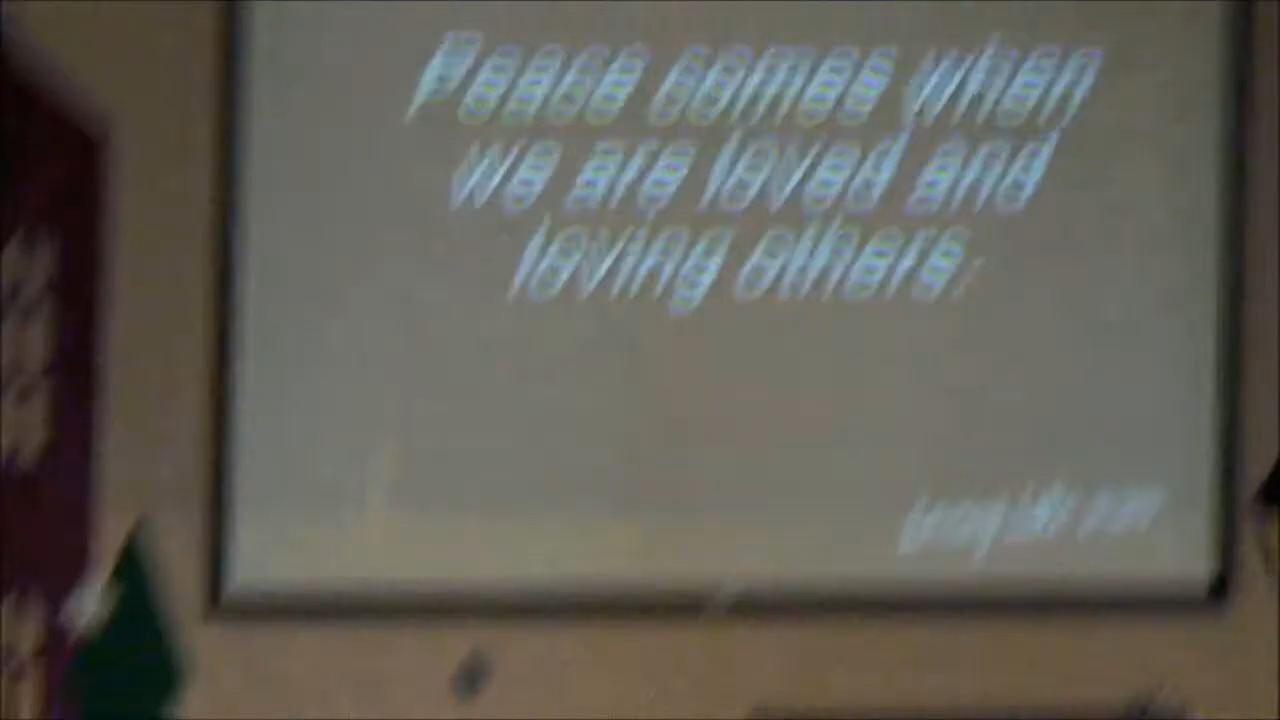 Peace comes when
we are loved and
loving others.